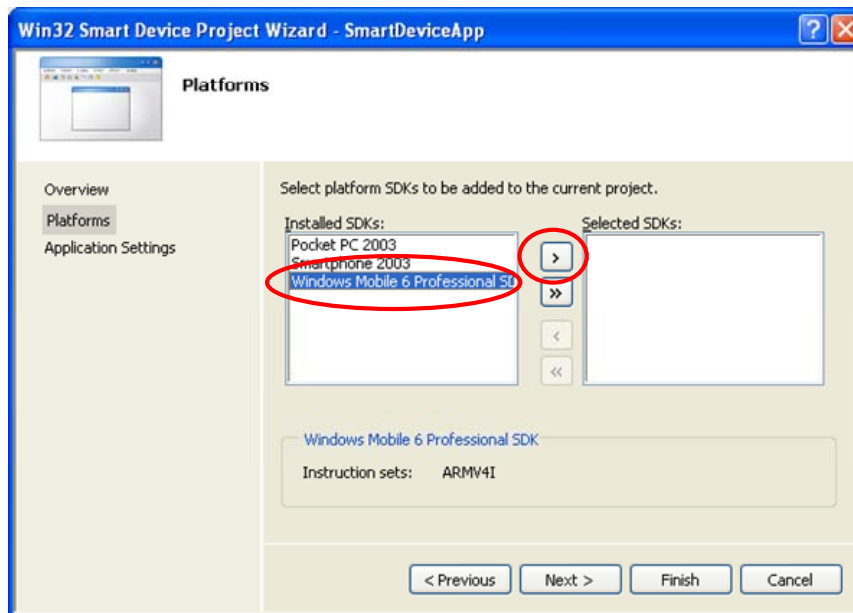 Win32 Smart Device Project Wizard - SmartDeviceApp
Platforms
Overview
Platforms
Application Settings
Select platform SDKs to be added to the current project.
Installed SDKs:
Selected SDKs:
Pocket PC 2003
Smartphone 2003
Windows Mobile 6 Professional SD
>
>>
<
<<
Windows Mobile 6 Professional SDK
Instruction sets: ARMV4I
< Previous
Next >
Finish
Cancel